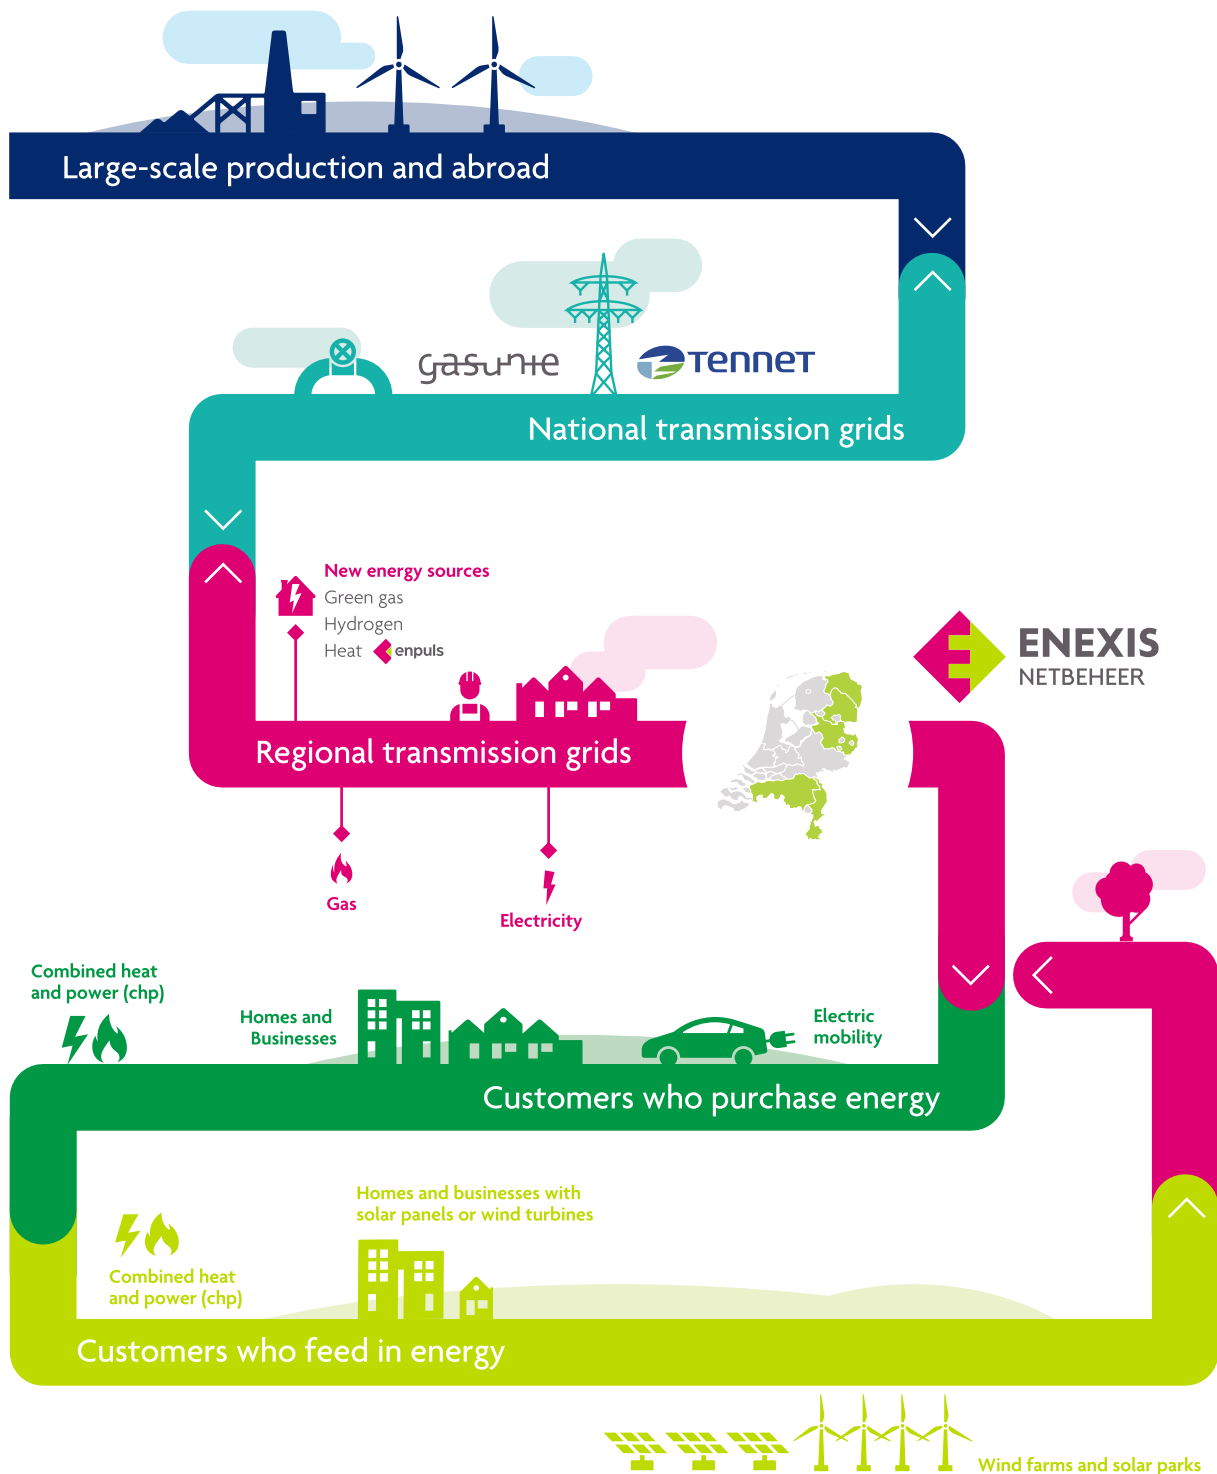 Large-scale production and abroad
gasunie
TenneT
National transmission grids
New energy sources
Green gas
Hydrogen
Heat enpuls
ENEXIS
NETBEHEER
Regional transmission grids
Gas
Electricity
Combined heat
and power (chp)
Homes and
Businesses
Electric
mobility
Customers who purchase energy
Homes and businesses with
solar panels or wind turbines
Combined heat
and power (chp)
Customers who feed in energy
Wind farms and solar parks